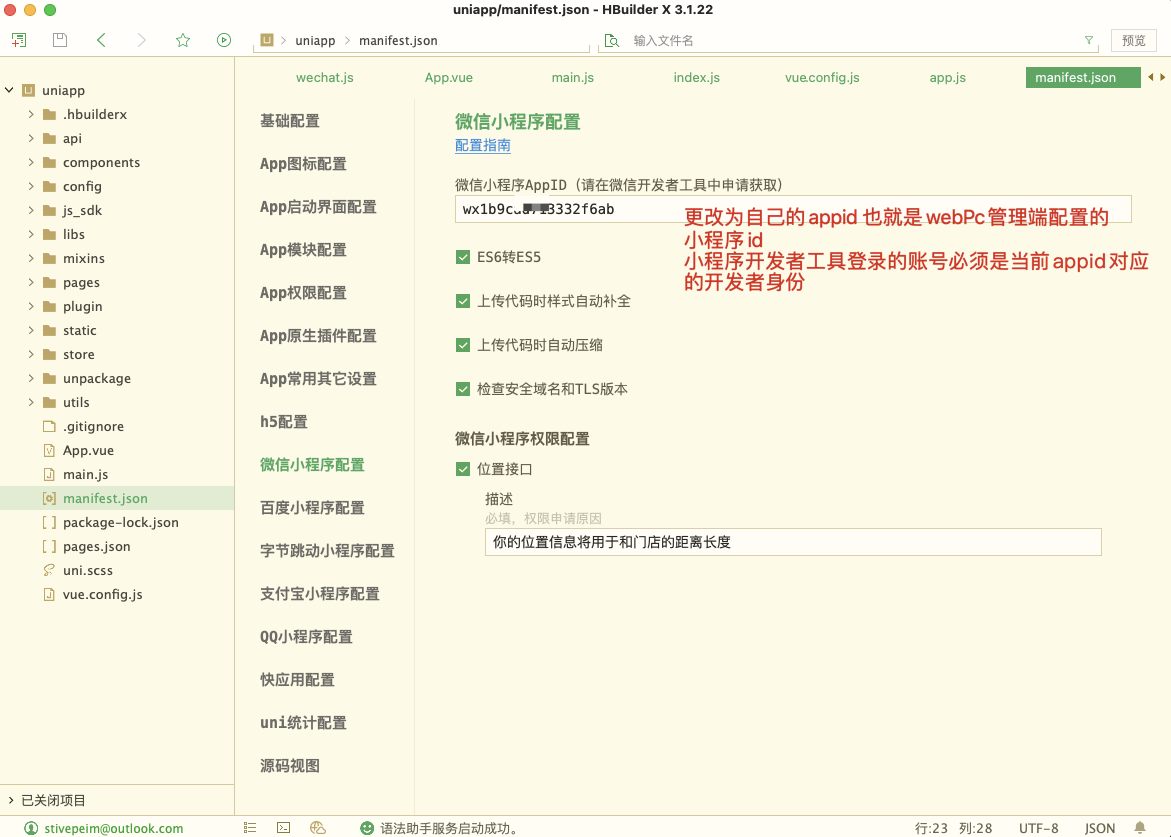 uniapp/manifest.json - HBuilder X 3.1.22
uniapp
manifest.json
输入文件名
预览
uniapp
.hbuilderx
api
components
config
js_sdk
libs
mixins
pages
plugin
static
store
unpackage
utils
.gitignore
App.vue
main.js
manifest.json
package-lock.json
pages.json
uni.scss
vue.config.js
已关闭项目
wechat.js
App.vue
main.js
index.js
vue.config.js
app.js
manifest.json
基础配置
App图标配置
App启动界面配置
App模块配置
App权限配置
App原生插件配置
App常用其它设置
h5配置
微信小程序配置
百度小程序配置
字节跳动小程序配置
支付宝小程序配置
QQ小程序配置
快应用配置
uni统计配置
源码视图
微信小程序配置
配置指南
微信小程序AppID（请在微信开发者工具中申请获取）
更改为自己的appid 也就是webPc管理端配置的
小程序id
小程序开发者工具登录的账号必须是当前appid对应
的开发者身份
ES6转ES5
上传代码时样式自动补全
上传代码时自动压缩
检查安全域名和TLS版本
微信小程序权限配置
位置接口
描述
必填，权限申请原因
你的位置信息将用于和门店的距离长度
stivepeim@outlook.com
语法助手服务启动成功。
行:23 列:28
UTF-8
JSON